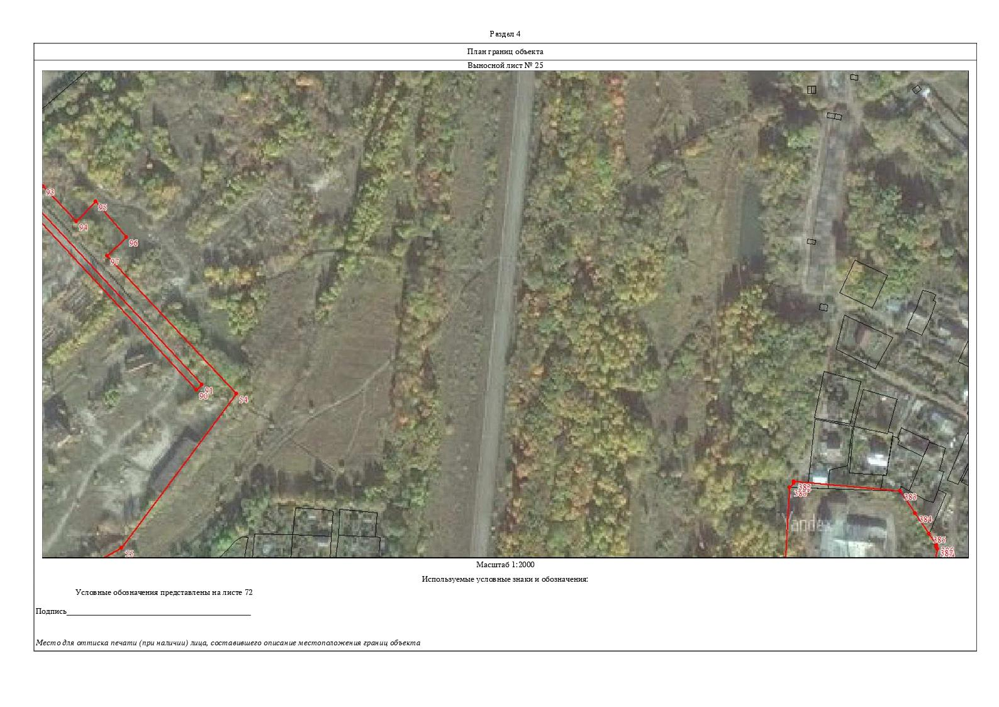 Раздел 4
План границ объекта
Выносной лист № 25
93
95
94
96
97
91
90
54
55
382
380
383
384
Yandex
385
387
Масштаб 1:2000
Используемые условные знаки и обозначения:
Условные обозначения представлены на листе 72
Подпись
Место для оттиска печати (при наличии) лица, составившего описание местоположения границ объекта